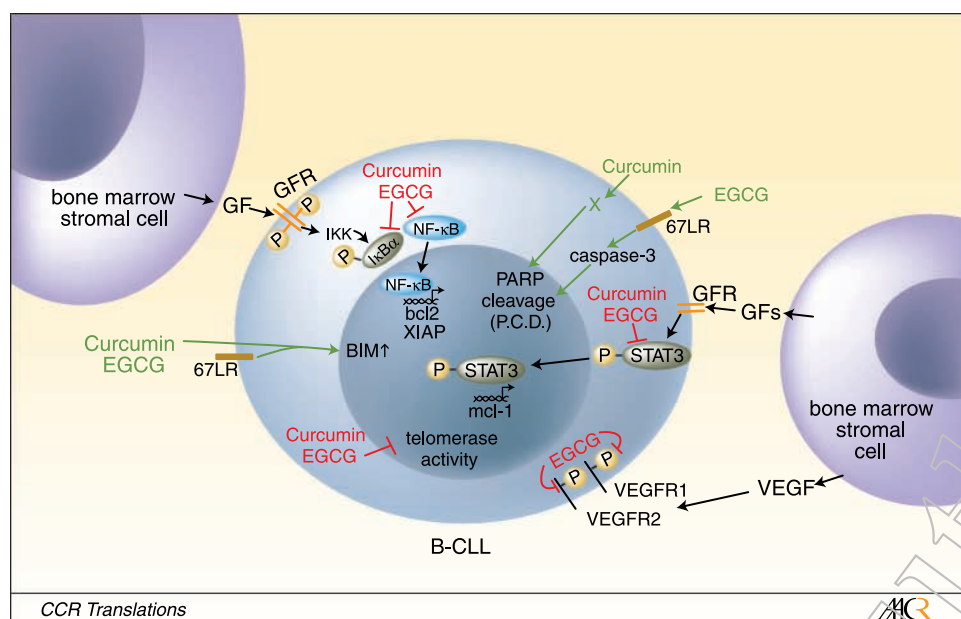 bone marrow
stromal cell
GF
GFR
P
P
IKK
P
IκBα
Curcumin
EGCG
NF-κB
NF-κB
bcl2
XIAP
Curcumin
X
EGCG
67LR
caspase-3
PARP
cleavage
(P.C.D.)
Curcumin
EGCG
GFR
GFs
P
STAT3
P
STAT3
mcl-1
Curcumin
EGCG
67LR
BIM↑
Curcumin
EGCG
telomerase
activity
EGCG
P
P
VEGFR1
VEGFR2
VEGF
bone marrow
stromal
cell
B-CLL
CCR Translations
AACR